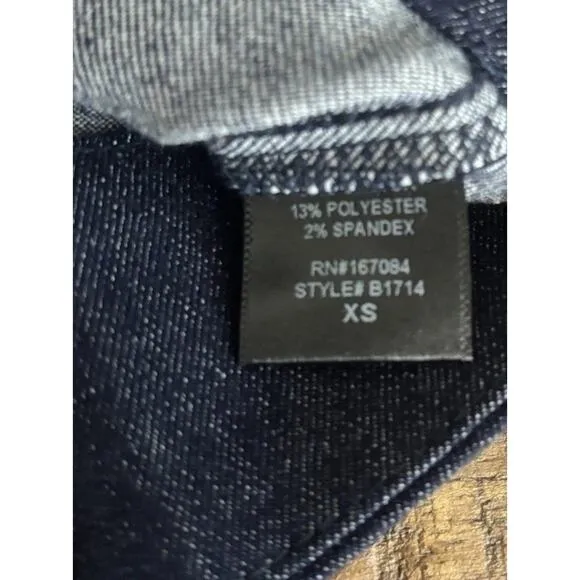 13% POLYESTER
2% SPANDEX
RN#167084
STYLE# B1714
XS